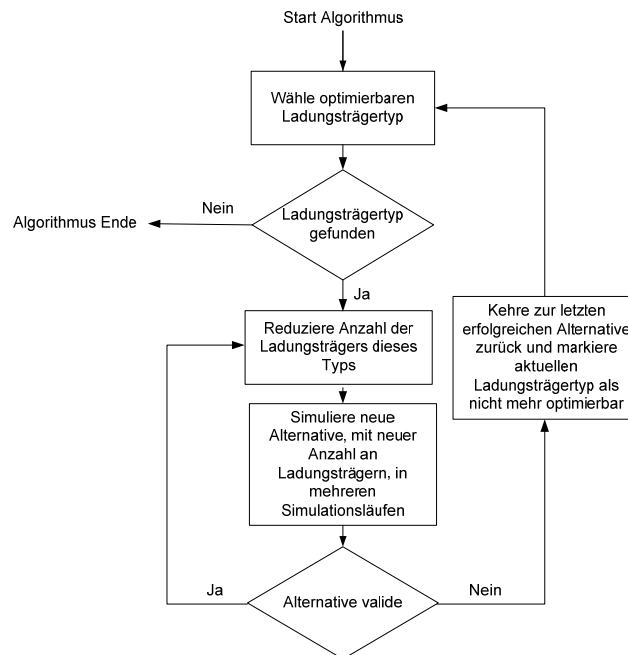 Start Algorithmus
Wähle optimierbaren
Ladungsträgertyp
Nein
Algorithmus Ende
Ladungsträgertyp
gefunden
Ja
Reduziere Anzahl der
Ladungsträgers dieses
Typs
Kehre zur letzten
erfolgreichen Alternative
zurück und markiere
aktuellen
Ladungsträgertyp als
nicht mehr optimierbar
Simuliere neue
Alternative, mit neuer
Anzahl an
Ladungsträgern, in
mehreren
Simulationsläufen
Ja
Alternative valide
Nein